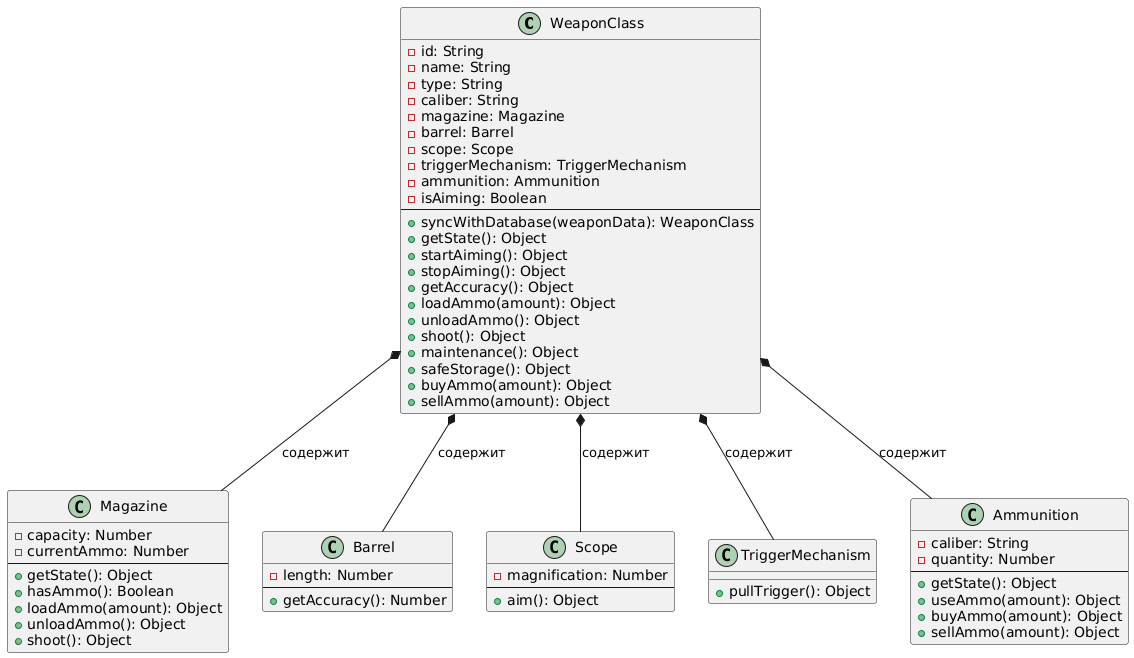 C WeaponClass
id: String
name: String
type: String
caliber: String
magazine: Magazine
barrel: Barrel
scope: Scope
triggerMechanism: TriggerMechanism
ammunition: Ammunition
isAiming: Boolean
syncWithDatabase(weaponData): WeaponClass
getState(): Object
startAiming(): Object
stopAiming(): Object
getAccuracy(): Object
loadAmmo(amount): Object
unloadAmmo(): Object
shoot(): Object
maintenance(): Object
safeStorage(): Object
buyAmmo(amount): Object
sellAmmo(amount): Object
содержит
содержит
содержит
содержит
содержит
C Magazine
capacity: Number
currentAmmo: Number
getState(): Object
hasAmmo(): Boolean
loadAmmo(amount): Object
unloadAmmo(): Object
shoot(): Object
C Barrel
length: Number
getAccuracy(): Number
C Scope
magnification: Number
aim(): Object
C TriggerMechanism
pullTrigger(): Object
C Ammunition
caliber: String
quantity: Number
getState(): Object
useAmmo(amount): Object
buyAmmo(amount): Object
sellAmmo(amount): Object